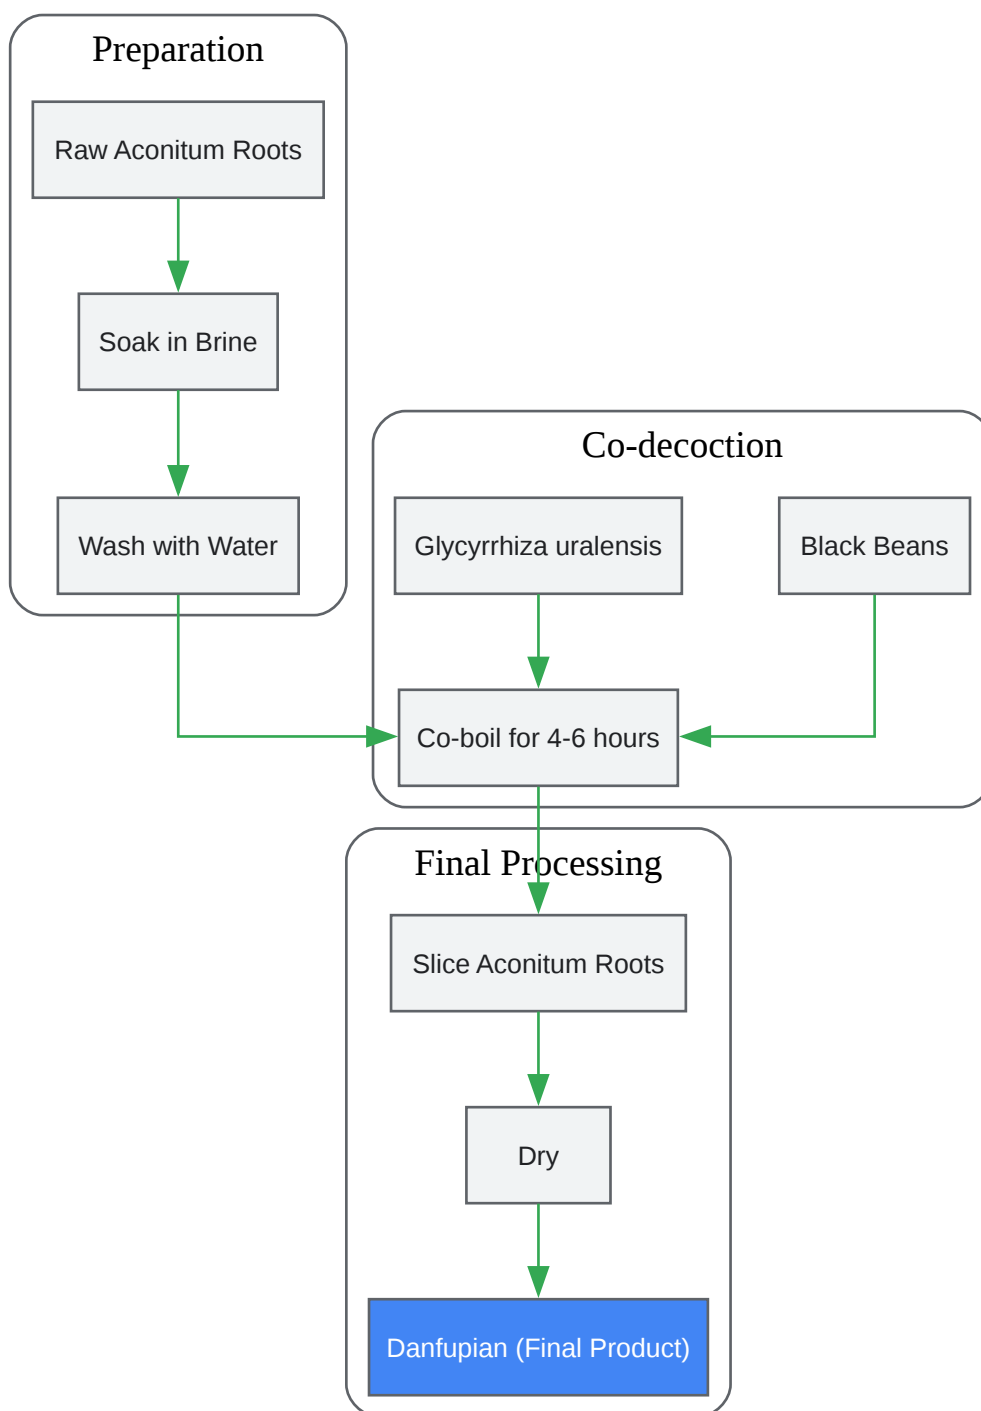 Preparation
Raw Aconitum Roots
Soak in Brine
Wash with Water
Co-decoction
Glycyrrhiza uralensis
Black Beans
Co-boil for 4-6 hours
Final Processing
Slice Aconitum Roots
Dry
Danfupian (Final Product)